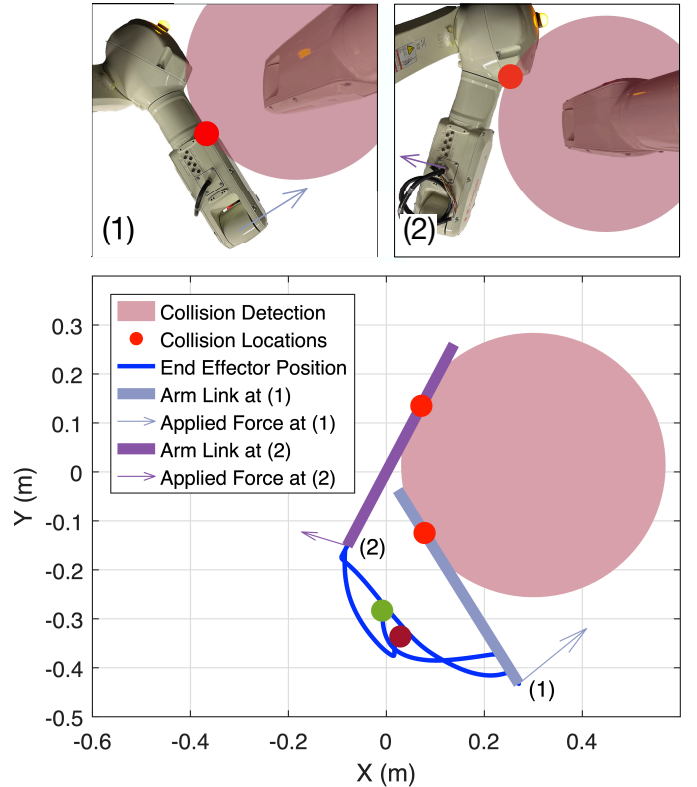 (1)
(2)
Collision Detection
Collision Locations
End Effector Position
Arm Link at (1)
Applied Force at (1)
Arm Link at (2)
Applied Force at (2)
0.3
0.2
0.1
0
-0.1
-0.2
-0.3
-0.4
-0.5
Y (m)
(2)
(1)
-0.6
-0.4
-0.2
0
0.2
0.4
X (m)